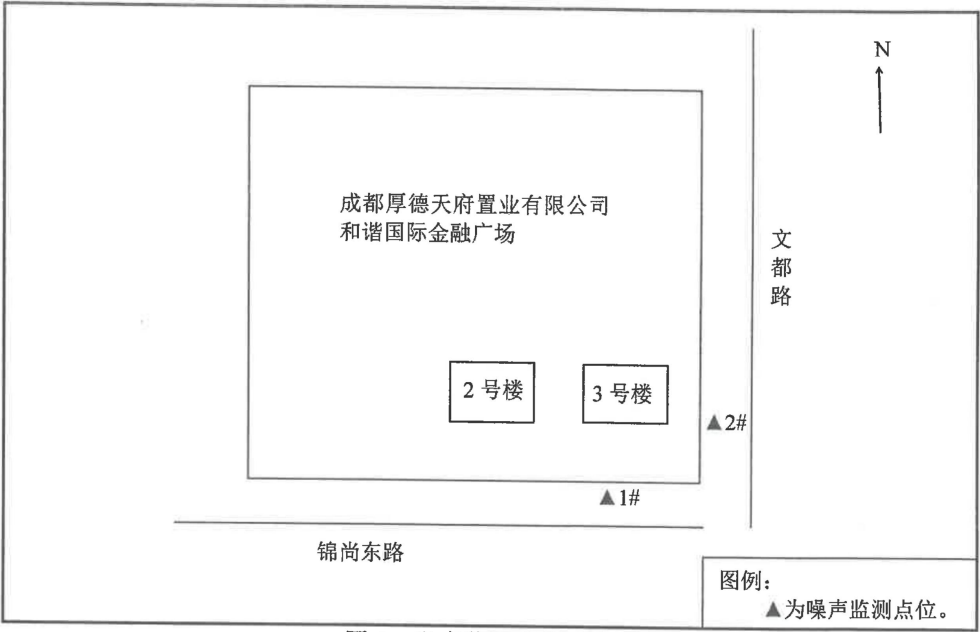 N
成都厚德天府置业有限公司
和谐国际金融广场
文都路
2号楼
3号楼
▲2#
▲1#
锦尚东路
图例：
▲为噪声监测点位。